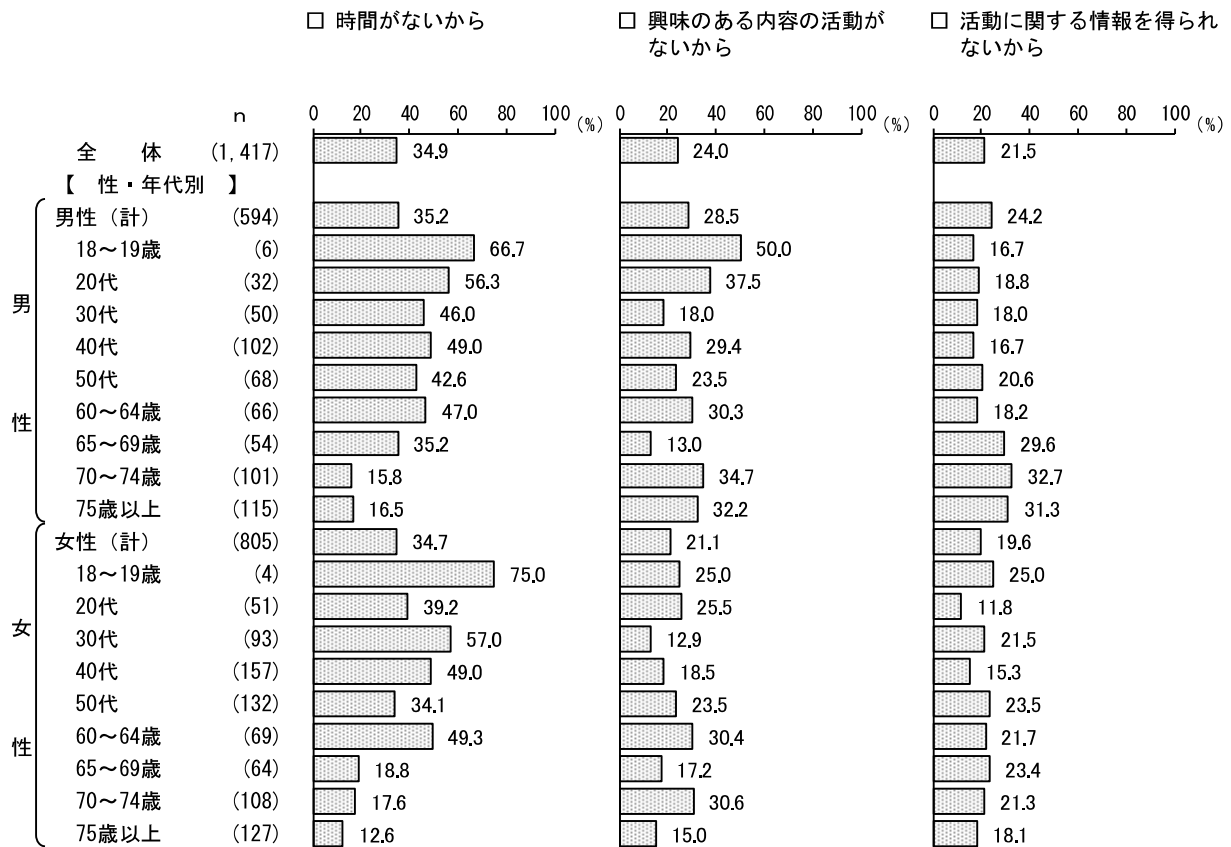 □ 時間がないから □ 興味のある内容の活動が □ 活動に関する情報を得られ
ないから ないから
n 0 20 40 60 80 100 (%) 0 20 40 60 80 100 (%) 0 20 40 60 80 100 (%)
全 体 (1,417) 34.9 24.0 21.5
【 性・年代別 】
男性(計) (594) 35.2 28.5 24.2
18～19歳 (6) 66.7 50.0 16.7
20代 (32) 56.3 37.5 18.8
男 30代 (50) 46.0 18.0 18.0
40代 (102) 49.0 29.4 16.7
50代 (68) 42.6 23.5 20.6
性 60～64歳 (66) 47.0 30.3 18.2
65～69歳 (54) 35.2 13.0 29.6
70～74歳 (101) 15.8 34.7 32.7
75歳以上 (115) 16.5 32.2 31.3
女性(計) (805) 34.7 21.1 19.6
18～19歳 (4) 75.0 25.0 25.0
20代 (51) 39.2 25.5 11.8
女 30代 (93) 57.0 12.9 21.5
40代 (157) 49.0 18.5 15.3
50代 (132) 34.1 23.5 23.5
性 60～64歳 (69) 49.3 30.4 21.7
65～69歳 (64) 18.8 17.2 23.4
70～74歳 (108) 17.6 30.6 21.3
75歳以上 (127) 12.6 15.0 18.1